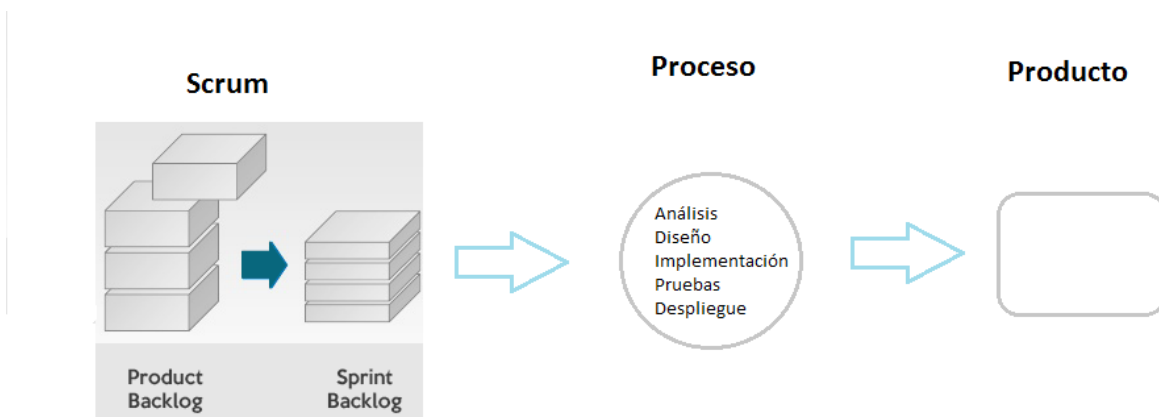 Scrum
Proceso
Producto
Análisis
Diseño
Implementación
Pruebas
Despliegue
Product
Backlog
Sprint
Backlog